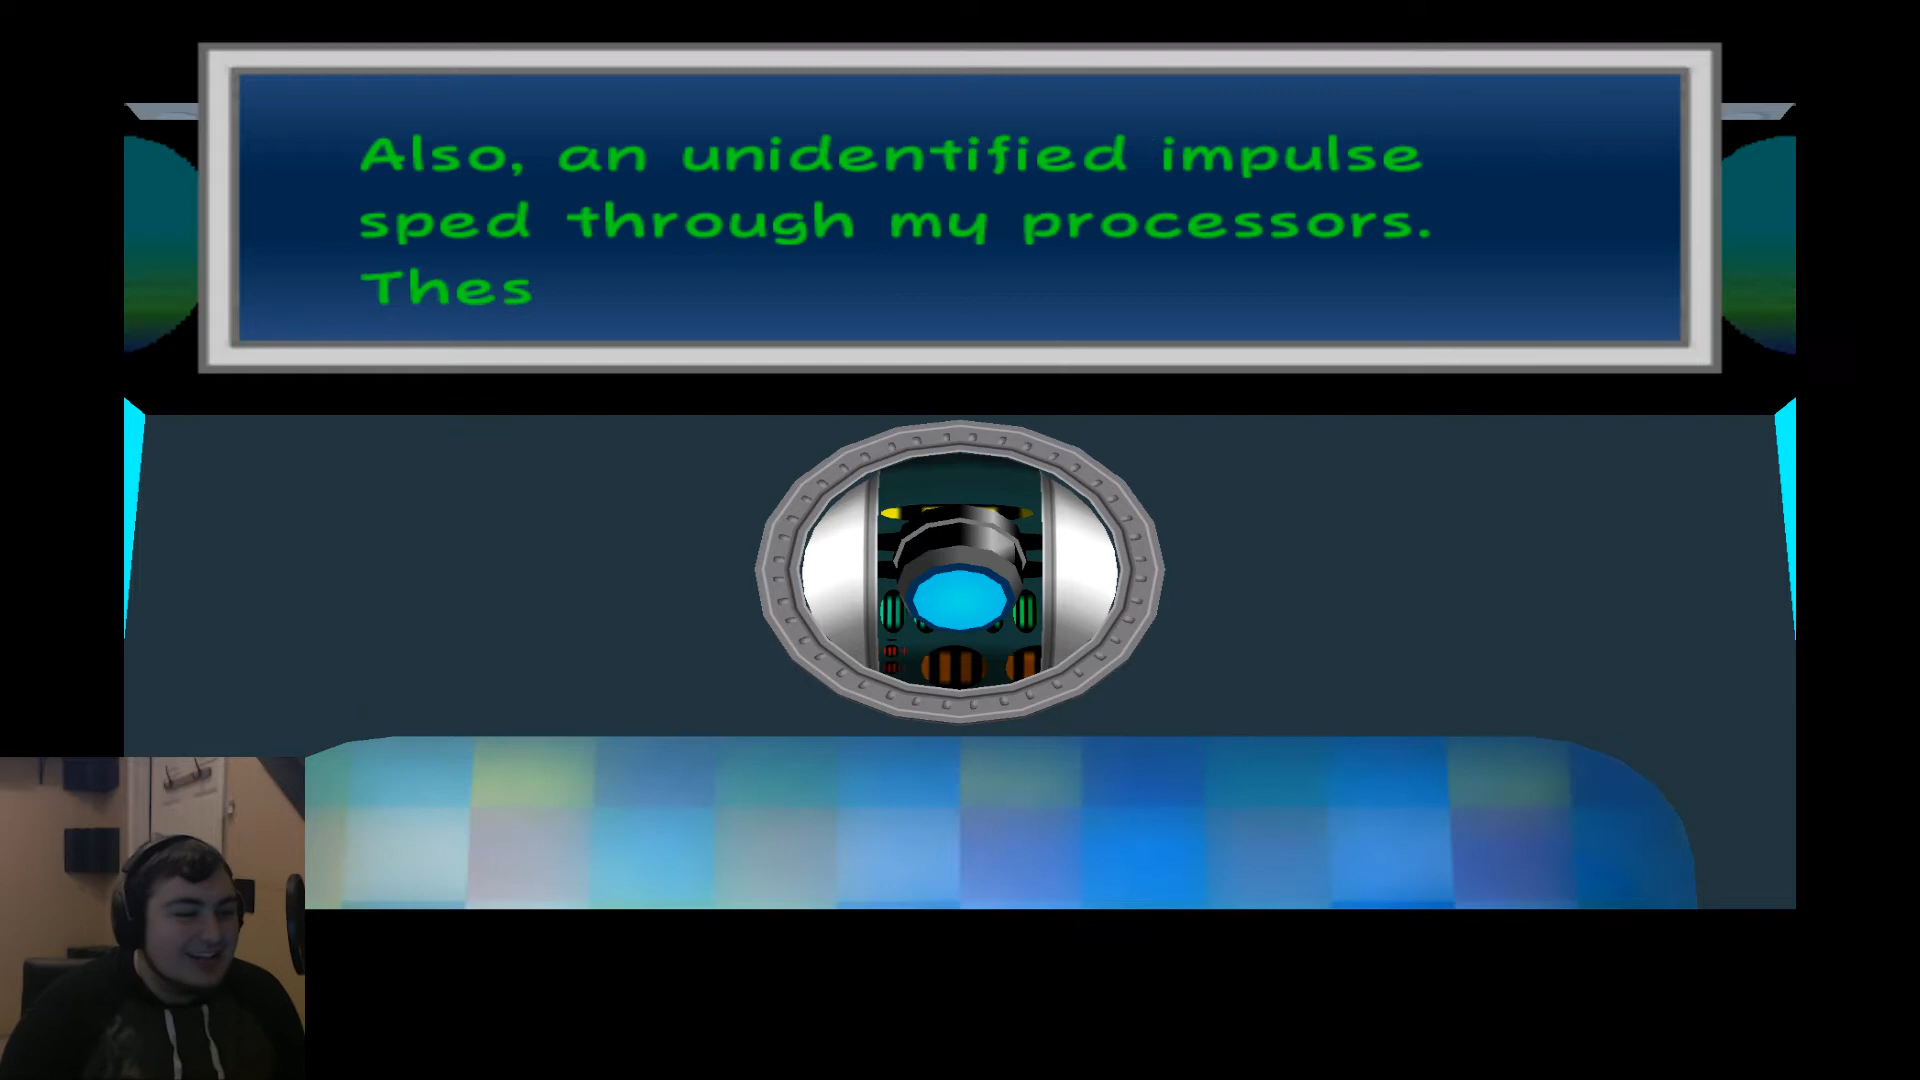 Also, an unidentified impulse
sped through my processors.
Thes